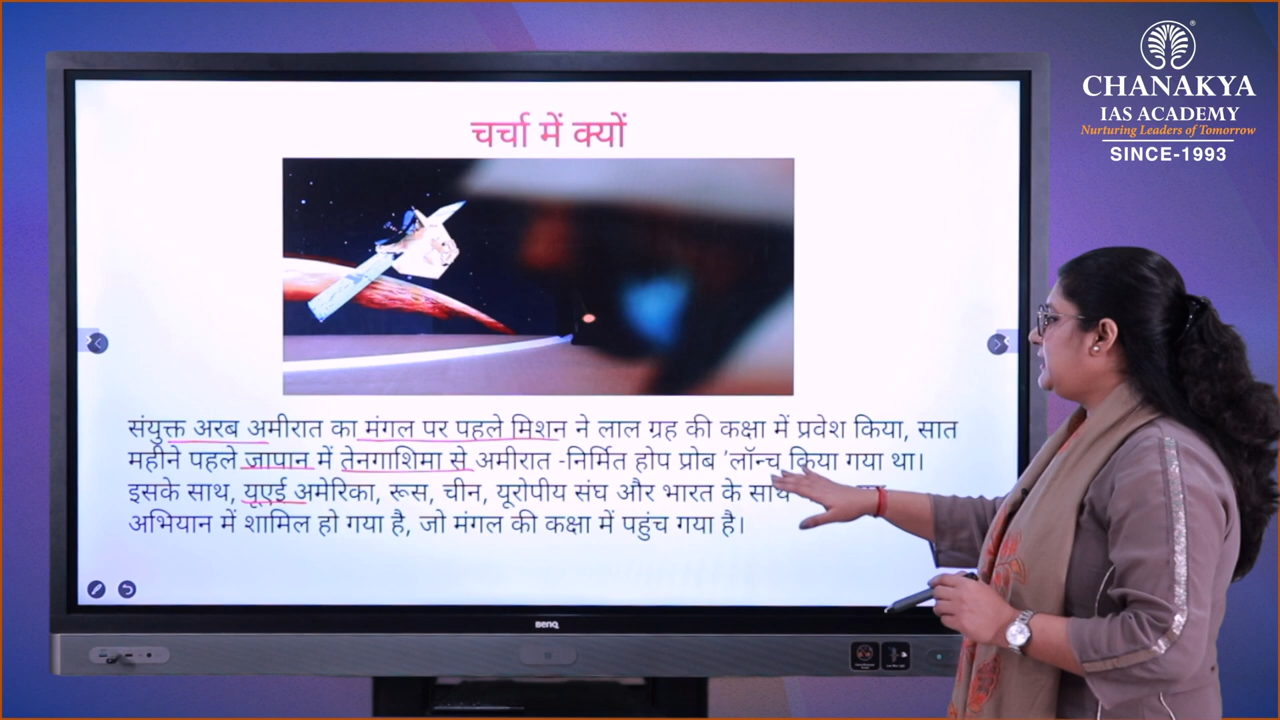 CHANAKYA
IAS ACADEMY
Nurturing Leaders of Tomorrow
SINCE-1993
चर्चा में क्यों
संयुक्त अरब अमीरात का मंगल पर पहले मिशन ने लाल ग्रह की कक्षा में प्रवेश किया, सात
महीने पहले जापान में तेनगाशिमा से अमीरात -निर्मित होप प्रोब 'लॉन्च किया गया था।
इसके साथ, यूएई अमेरिका, रूस, चीन, यूरोपीय संघ और भारत के साथ
अभियान में शामिल हो गया है, जो मंगल की कक्षा में पहुंच गया है।
BENQ